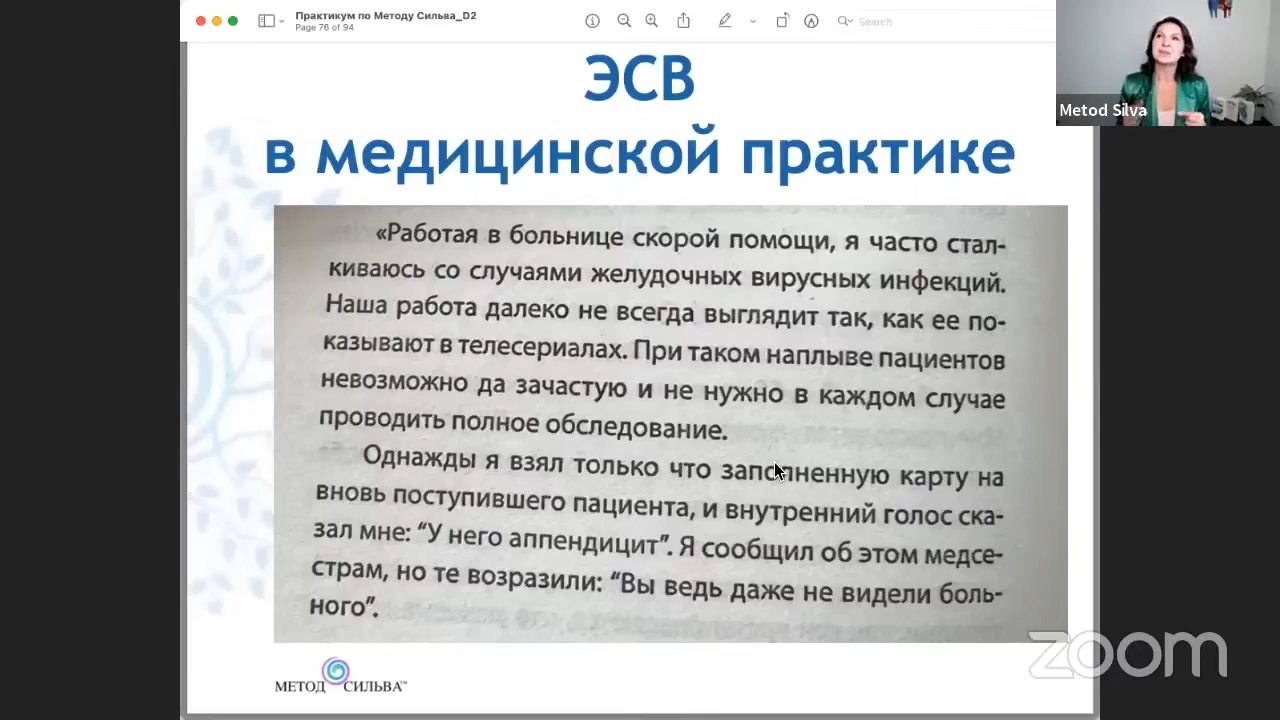 Практикум по Методу Сильва_D2
Page 76 of 94
Search
Metod Silva
ЭСВ
в медицинской практике
«Работая в больнице скорой помощи, я часто стал-
киваюсь со случаями желудочных вирусных инфекций.
Наша работа далеко не всегда выглядит так, как ее по-
казывают в телесериалах. При таком наплыве пациентов
невозможно да зачастую и не нужно в каждом случае
проводить полное обследование.
Однажды я взял только что заполненную карту на
вновь поступившего пациента, и внутренний голос ска-
зал мне: “У него аппендицит”. Я сообщил об этом медсе-
страм, но те возразили: “Вы ведь даже не видели боль-
ного”.
МЕТОД СИЛЬВА™
zoom